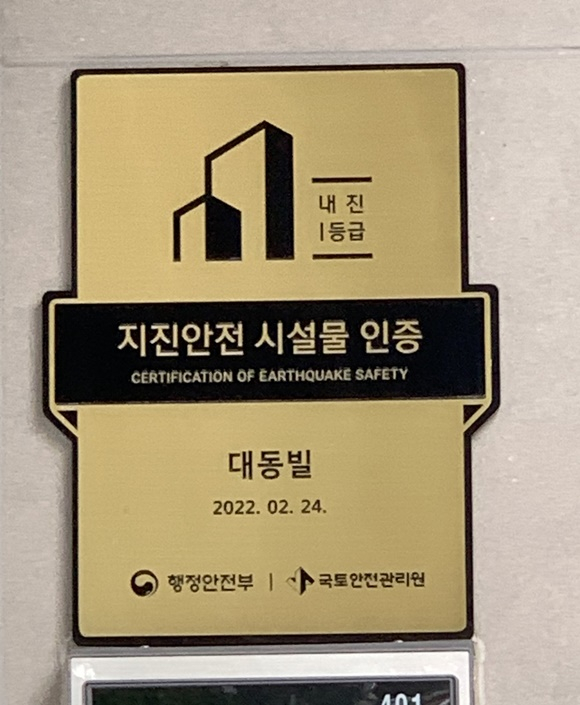 내 진
I등급
지진안전 시설물 인증
CERTIFICATION OF EARTHQUAKE SAFETY
대동빌
2022. 02. 24.
행정안전부 | 국토안전관리원
401